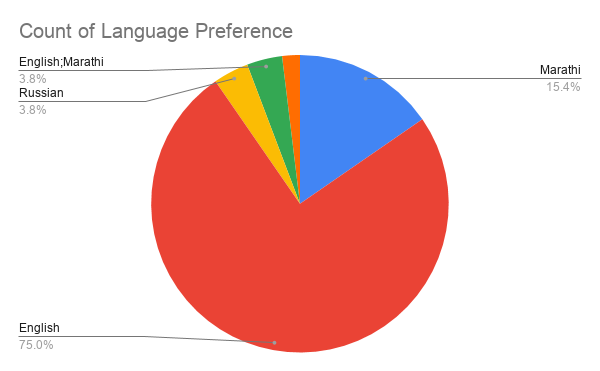 Count of Language Preference
English;Marathi
3.8%
Russian
3.8%
Marathi
15.4%
English
75.0%